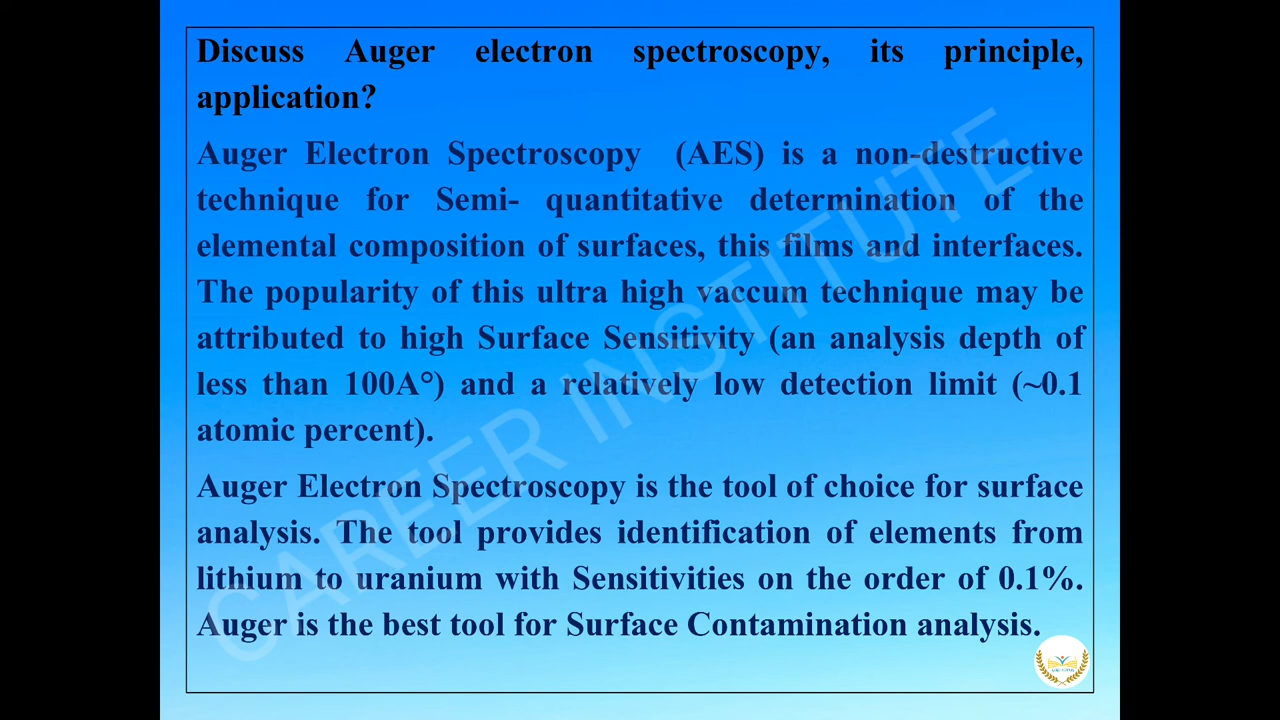 Discuss Auger electron spectroscopy, its principle,
application?
Auger Electron Spectroscopy (AES) is a non-destructive
technique for Semi- quantitative determination of the
elemental composition of surfaces, this films and interfaces.
The popularity of this ultra high vaccum technique may be
attributed to high Surface Sensitivity (an analysis depth of
less than 100A°) and a relatively low detection limit (~0.1
atomic percent).
Auger Electron Spectroscopy is the tool of choice for surface
analysis. The tool provides identification of elements from
lithium to uranium with Sensitivities on the order of 0.1%.
Auger is the best tool for Surface Contamination analysis.
CAREER INSTITUTE